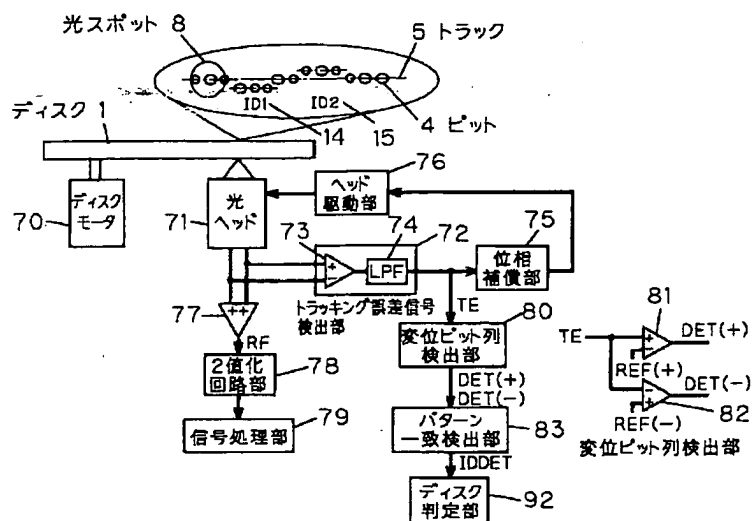 光スポット 8
5 トラック
ID1
ID2
14
15
4 ピット
ディスク 1
70
ディスク
モータ
71
光
ヘッド
76
ヘッド
駆動部
73
74
72
LPF
75
位相
補償部
トラッキング誤差信号
検出部
TE
77
RF
78
2値化
回路部
79
信号処理部
80
変位ピット列
検出部
DET(+)
DET(-)
83
パターン
一致検出部
IDDET
92
ディスク
判定部
TE
81
DET(+)
REF(+)
DET(-)
82
REF(-)
変位ピット列検出部